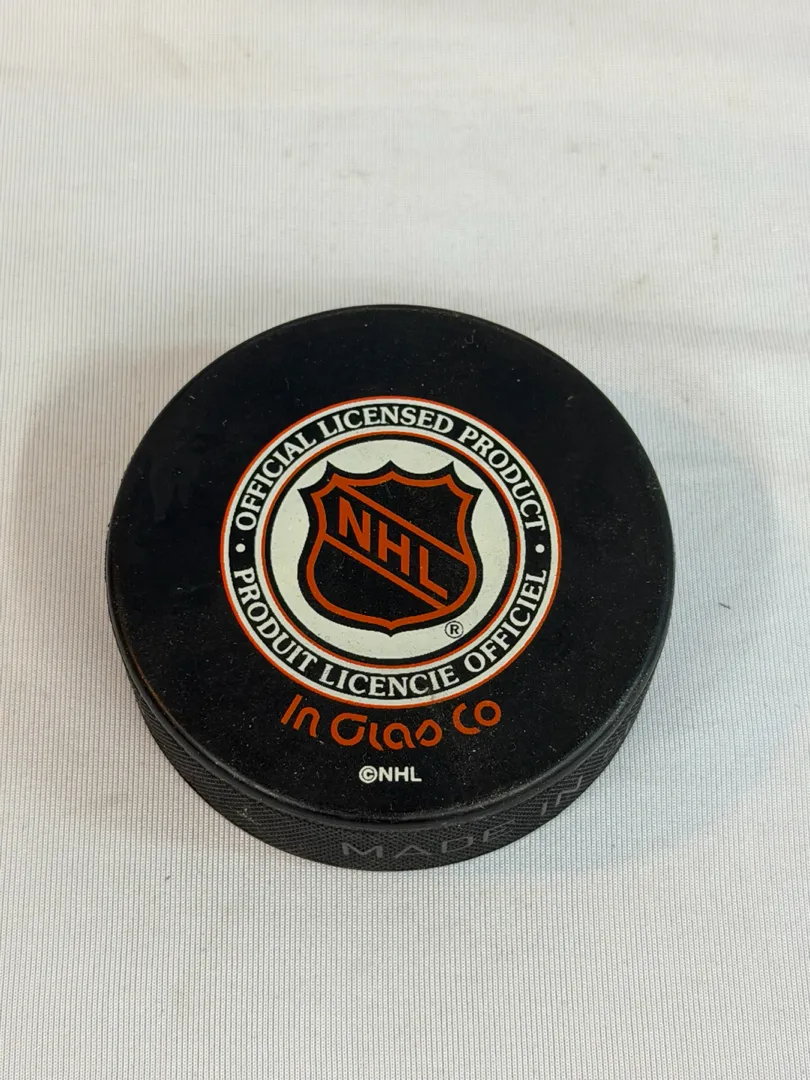 OFFICIAL LICENSED PRODUCT
NHL
®
PRODUIT LICENCIE OFFICIEL
In Glas Co
©NHL
MADE IN